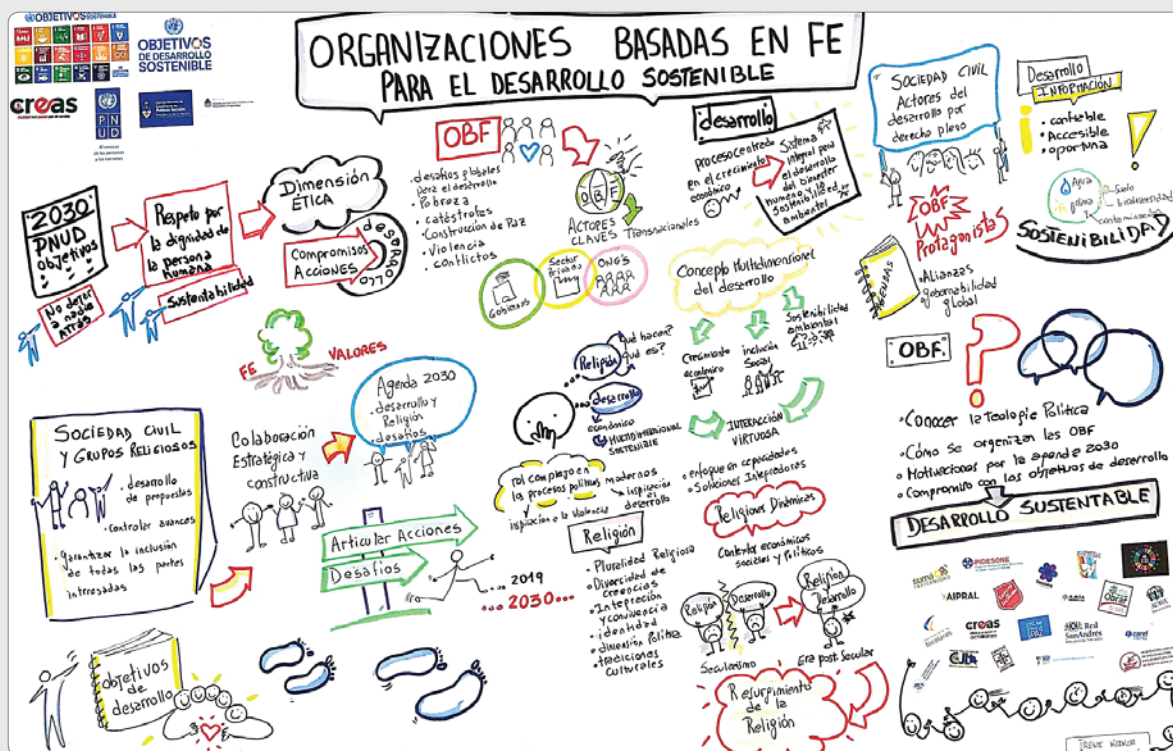 OBJETIVOS
OBJETIVOS
DE DESARROLLO
SOSTENIBLE
creas
PNUD
ORGANIZACIONES BASADAS EN FE
PARA EL DESARROLLO SOSTENIBLE
2030
PNUD
objetivos
No dejar
a nadie
ATRÁS
Respeto por
la dignidad de
la persona
humana
Sustentabilidad
Dimensión
ÉTICA
Compromisos
Acciones
desarrollo
FE
VALORES
OBF
.desafíos globales
para el desarrollo
• Pobreza
• catástrofes
•Construcción de Paz
• Violencia
• conflictos
OBF
ACTORES
CLAVES Transnacionales
Gobiernos
Sector
Privado
ONG'S
desarrollo
proceso centrado
en el crecimiento
económico
Sistema
integral para
el desarrollo
del bienestar
humano y la
sostenibilidad
ambiental
Concepto Multidimensional
del desarrollo
Crecimiento
económico
inclusión
Social
Sostenibilidad
ambiental
INTERACCIÓN
VIRTUOSA
• enfoque en capacidades
• Soluciones Integradoras
SOCIEDAD CIVIL
Actores del
desarrollo por
derecho pleno
OBF
Protagonistas
AGENDAS
• Alianzas
• gobernabilidad
global
Desarrollo
INFORMACIÓN
• confiable
• Accesible
• oportuna
Agua
clima
Suelo
biodiversidad
SOSTENIBILIDAD
OBF
•Conocer la Teología Política
•Cómo se organizan las OBF
•Motivaciones por la agenda 2030
•Compromiso con los objetivos de desarrollo
DESARROLLO SUSTENTABLE
SOCIEDAD CIVIL
Y GRUPOS RELIGIOSOS
• desarrollo
de propuestas
•controlar avances
•garantizar la inclusión
de todas las partes
interesadas
Colaboración
Estratégica y
constructiva
Agenda 2030
.desarrollo y
Religión
.desafíos
Articular Acciones
Desafíos
... 2019
... 2030...
objetivos
de
desarrollo
Religión
Qué hacen?
qué es?
desarrollo
económico
MULTIDIMENSIONAL
SOSTENIBLE
rol complejo en
los procesos políticos modernos
inspiración a la violencia
inspiración al
desarrollo
Religión
• Pluralidad Religiosa
• Diversidad de
creencias
• Integración
y convivencia
• identidad
• dimensión Política
• tradiciones
culturales
Religiones Dinámicas
Contextos económicos
sociales y Políticos
Religión
Desarrollo
Secularismo
Religión
Desarrollo
Era post Secular
Resurgimiento
de la
Religión
PIDESONE
AIPRAL
creas
Red
SanAndrés